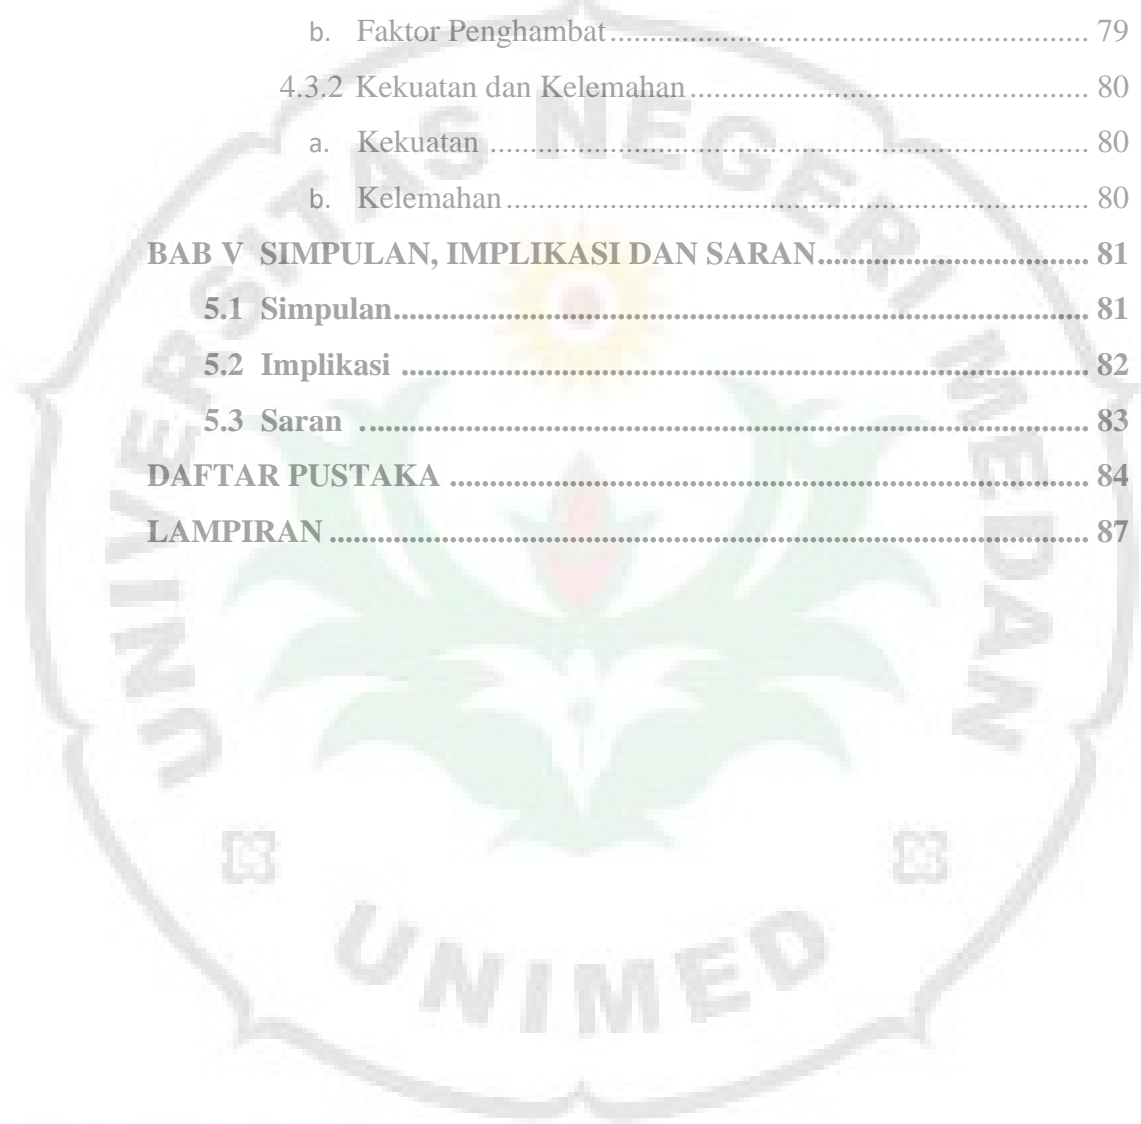 b. Faktor Penghambat............................................................. 79
4.3.2 Kekuatan dan Kelemahan................................................... 80
a. Kekuatan ............................................................................ 80
b. Kelemahan.......................................................................... 80
BAB V SIMPULAN, IMPLIKASI DAN SARAN.................................. 81
5.1 Simpulan......................................................................................... 81
5.2 Implikasi ........................................................................................ 82
5.3 Saran ............................................................................................. 83
DAFTAR PUSTAKA .................................................................................. 84
LAMPIRAN ................................................................................................. 87
UNIVERSITAS NEGERI MEDAN
UNIMED